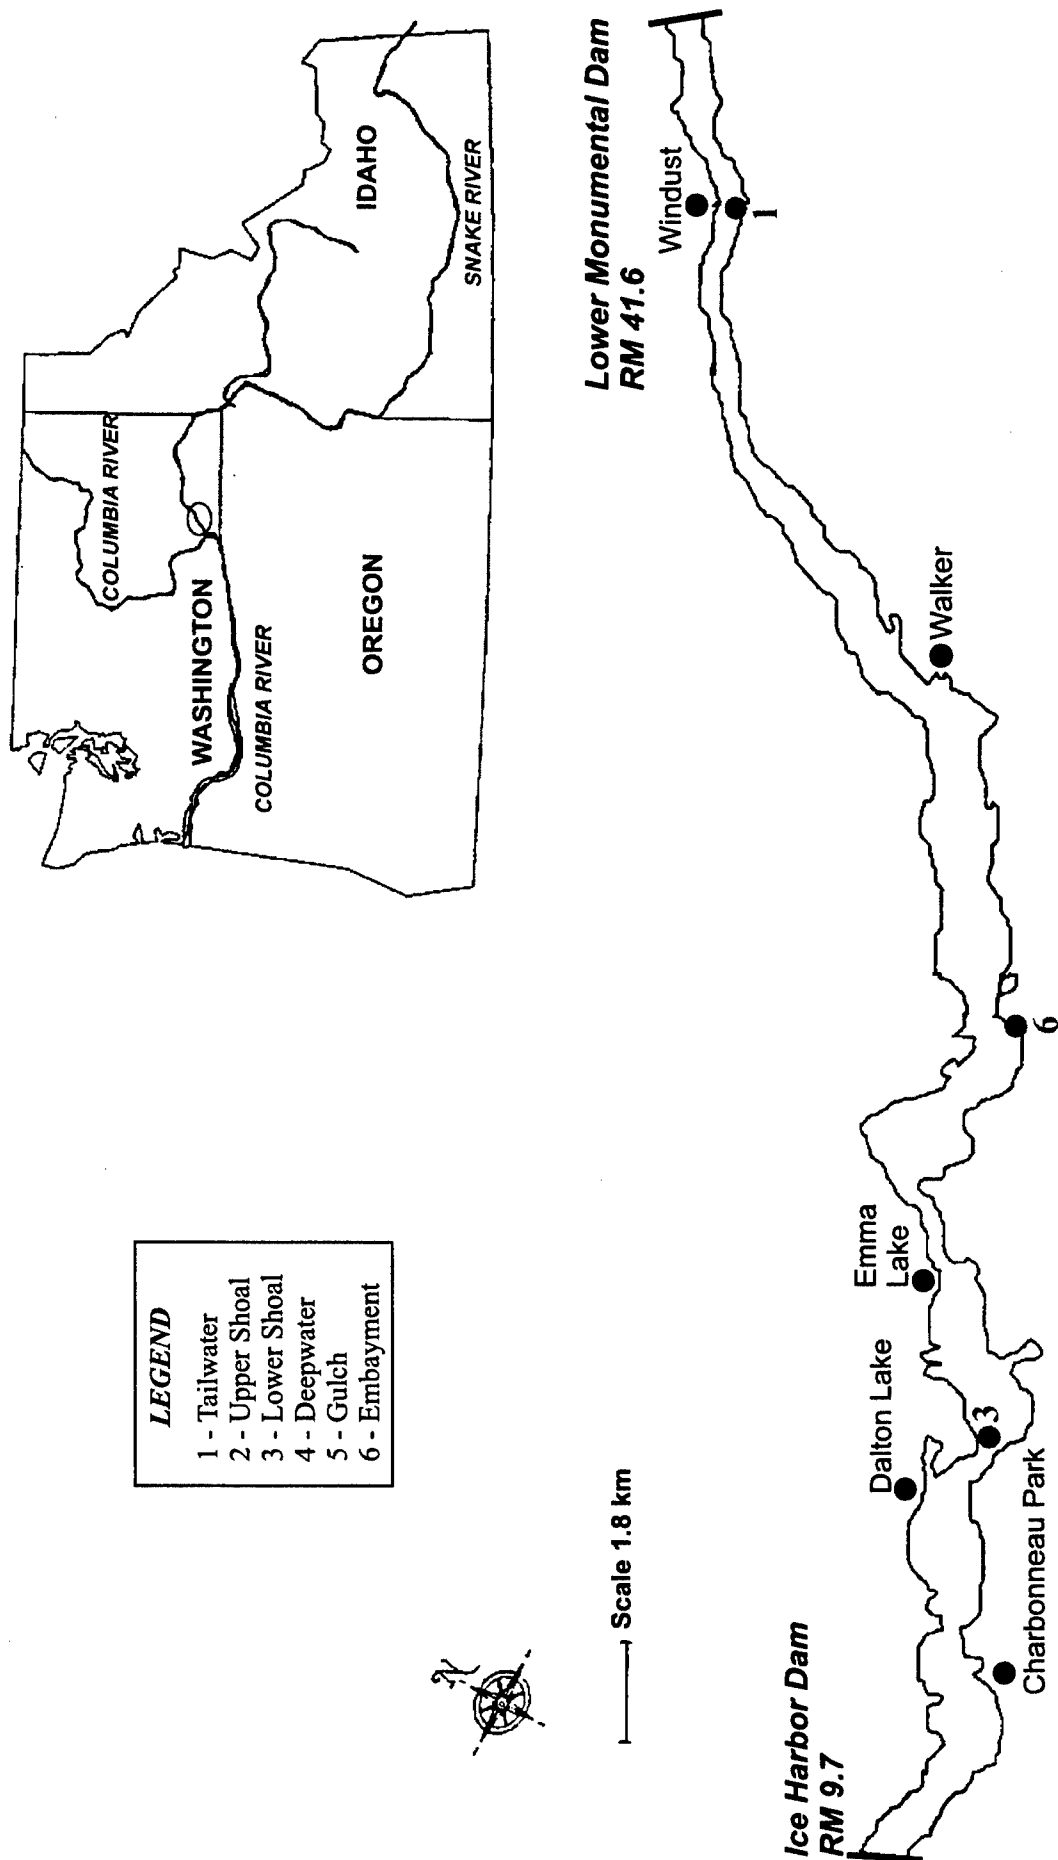 WASHINGTON
COLUMBIA RIVER
COLUMBIA RIVER
OREGON
IDAHO
SNAKE RIVER
LEGEND
1 - Tailwater
2 - Upper Shoal
3 - Lower Shoal
4 - Deepwater
5 - Gulch
6 - Embayment
N
Scale 1.8 km
Lower Monumental Dam
RM 41.6
Windust
1
Walker
6
Emma
Lake
Dalton Lake
3
Charbonneau Park
Ice Harbor Dam
RM 9.7